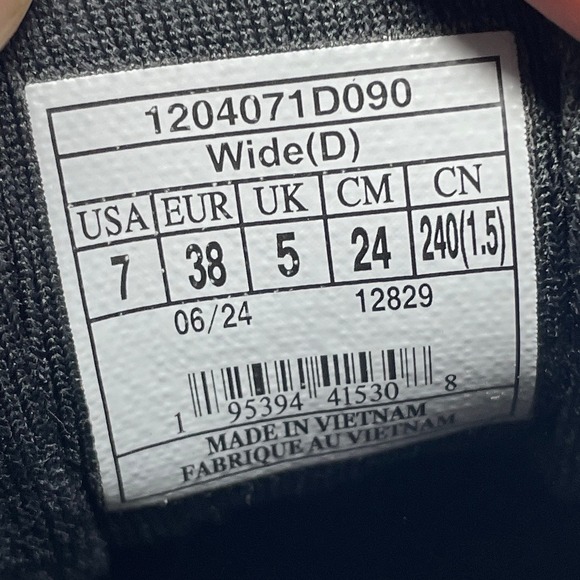 1204071D090
Wide(D)
USA EUR UK CM CN
7 38 5 24 240(1.5)
06/24 12829
1 95394 41530 8
MADE IN VIETNAM
FABRIQUE AU VIETNAM